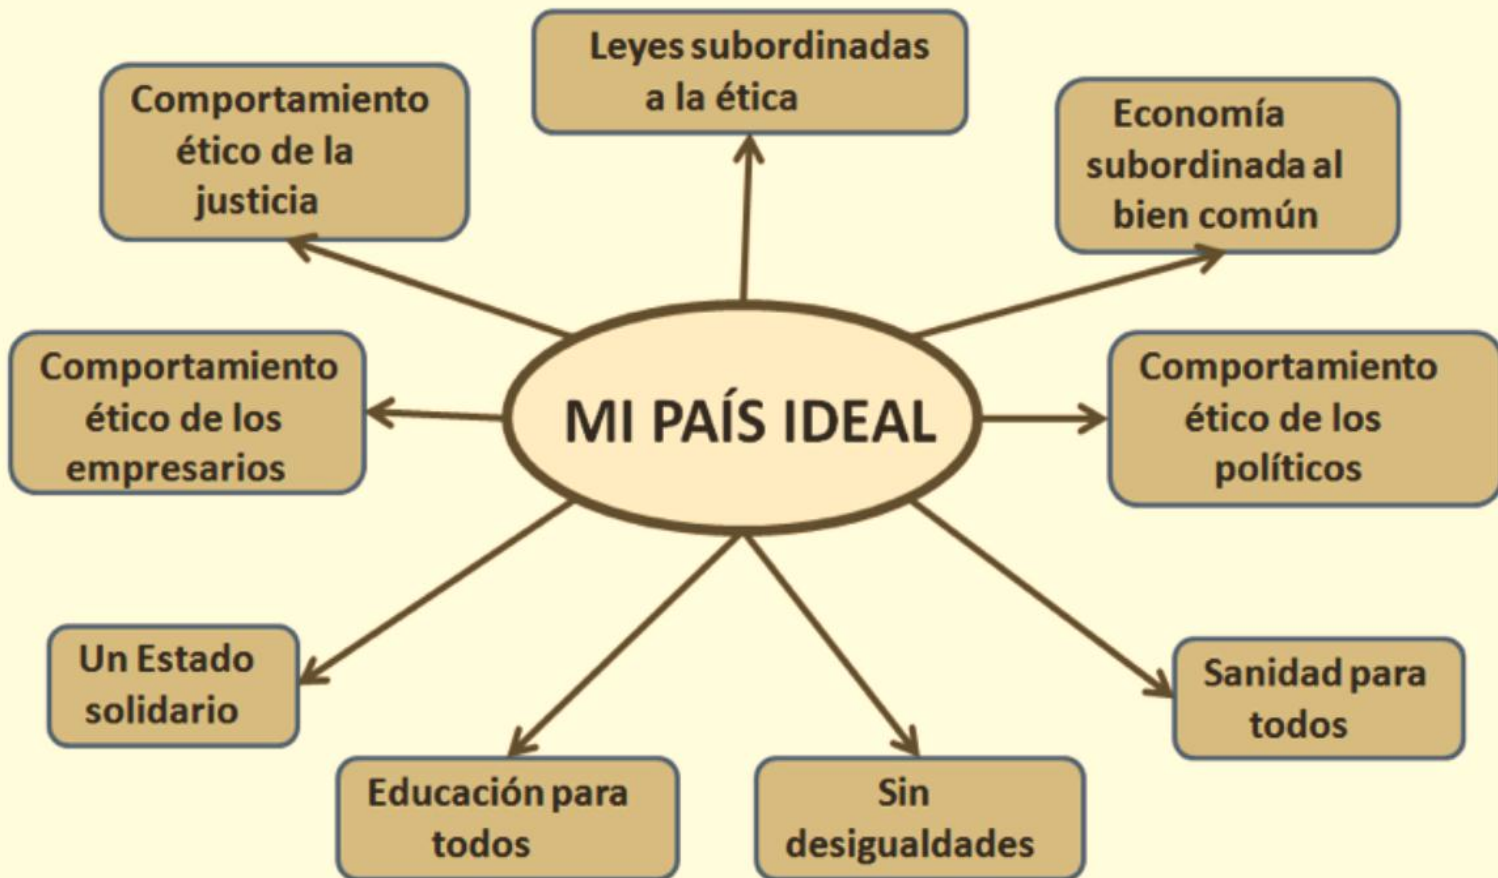 Leyes subordinadas
a la ética
Comportamiento
ético de la
justicia
Economía
subordinada al
bien común
Comportamiento
ético de los
empresarios
MI PAÍS IDEAL
Comportamiento
ético de los
políticos
Un Estado
solidario
Sanidad para
todos
Educación para
todos
Sin
desigualdades